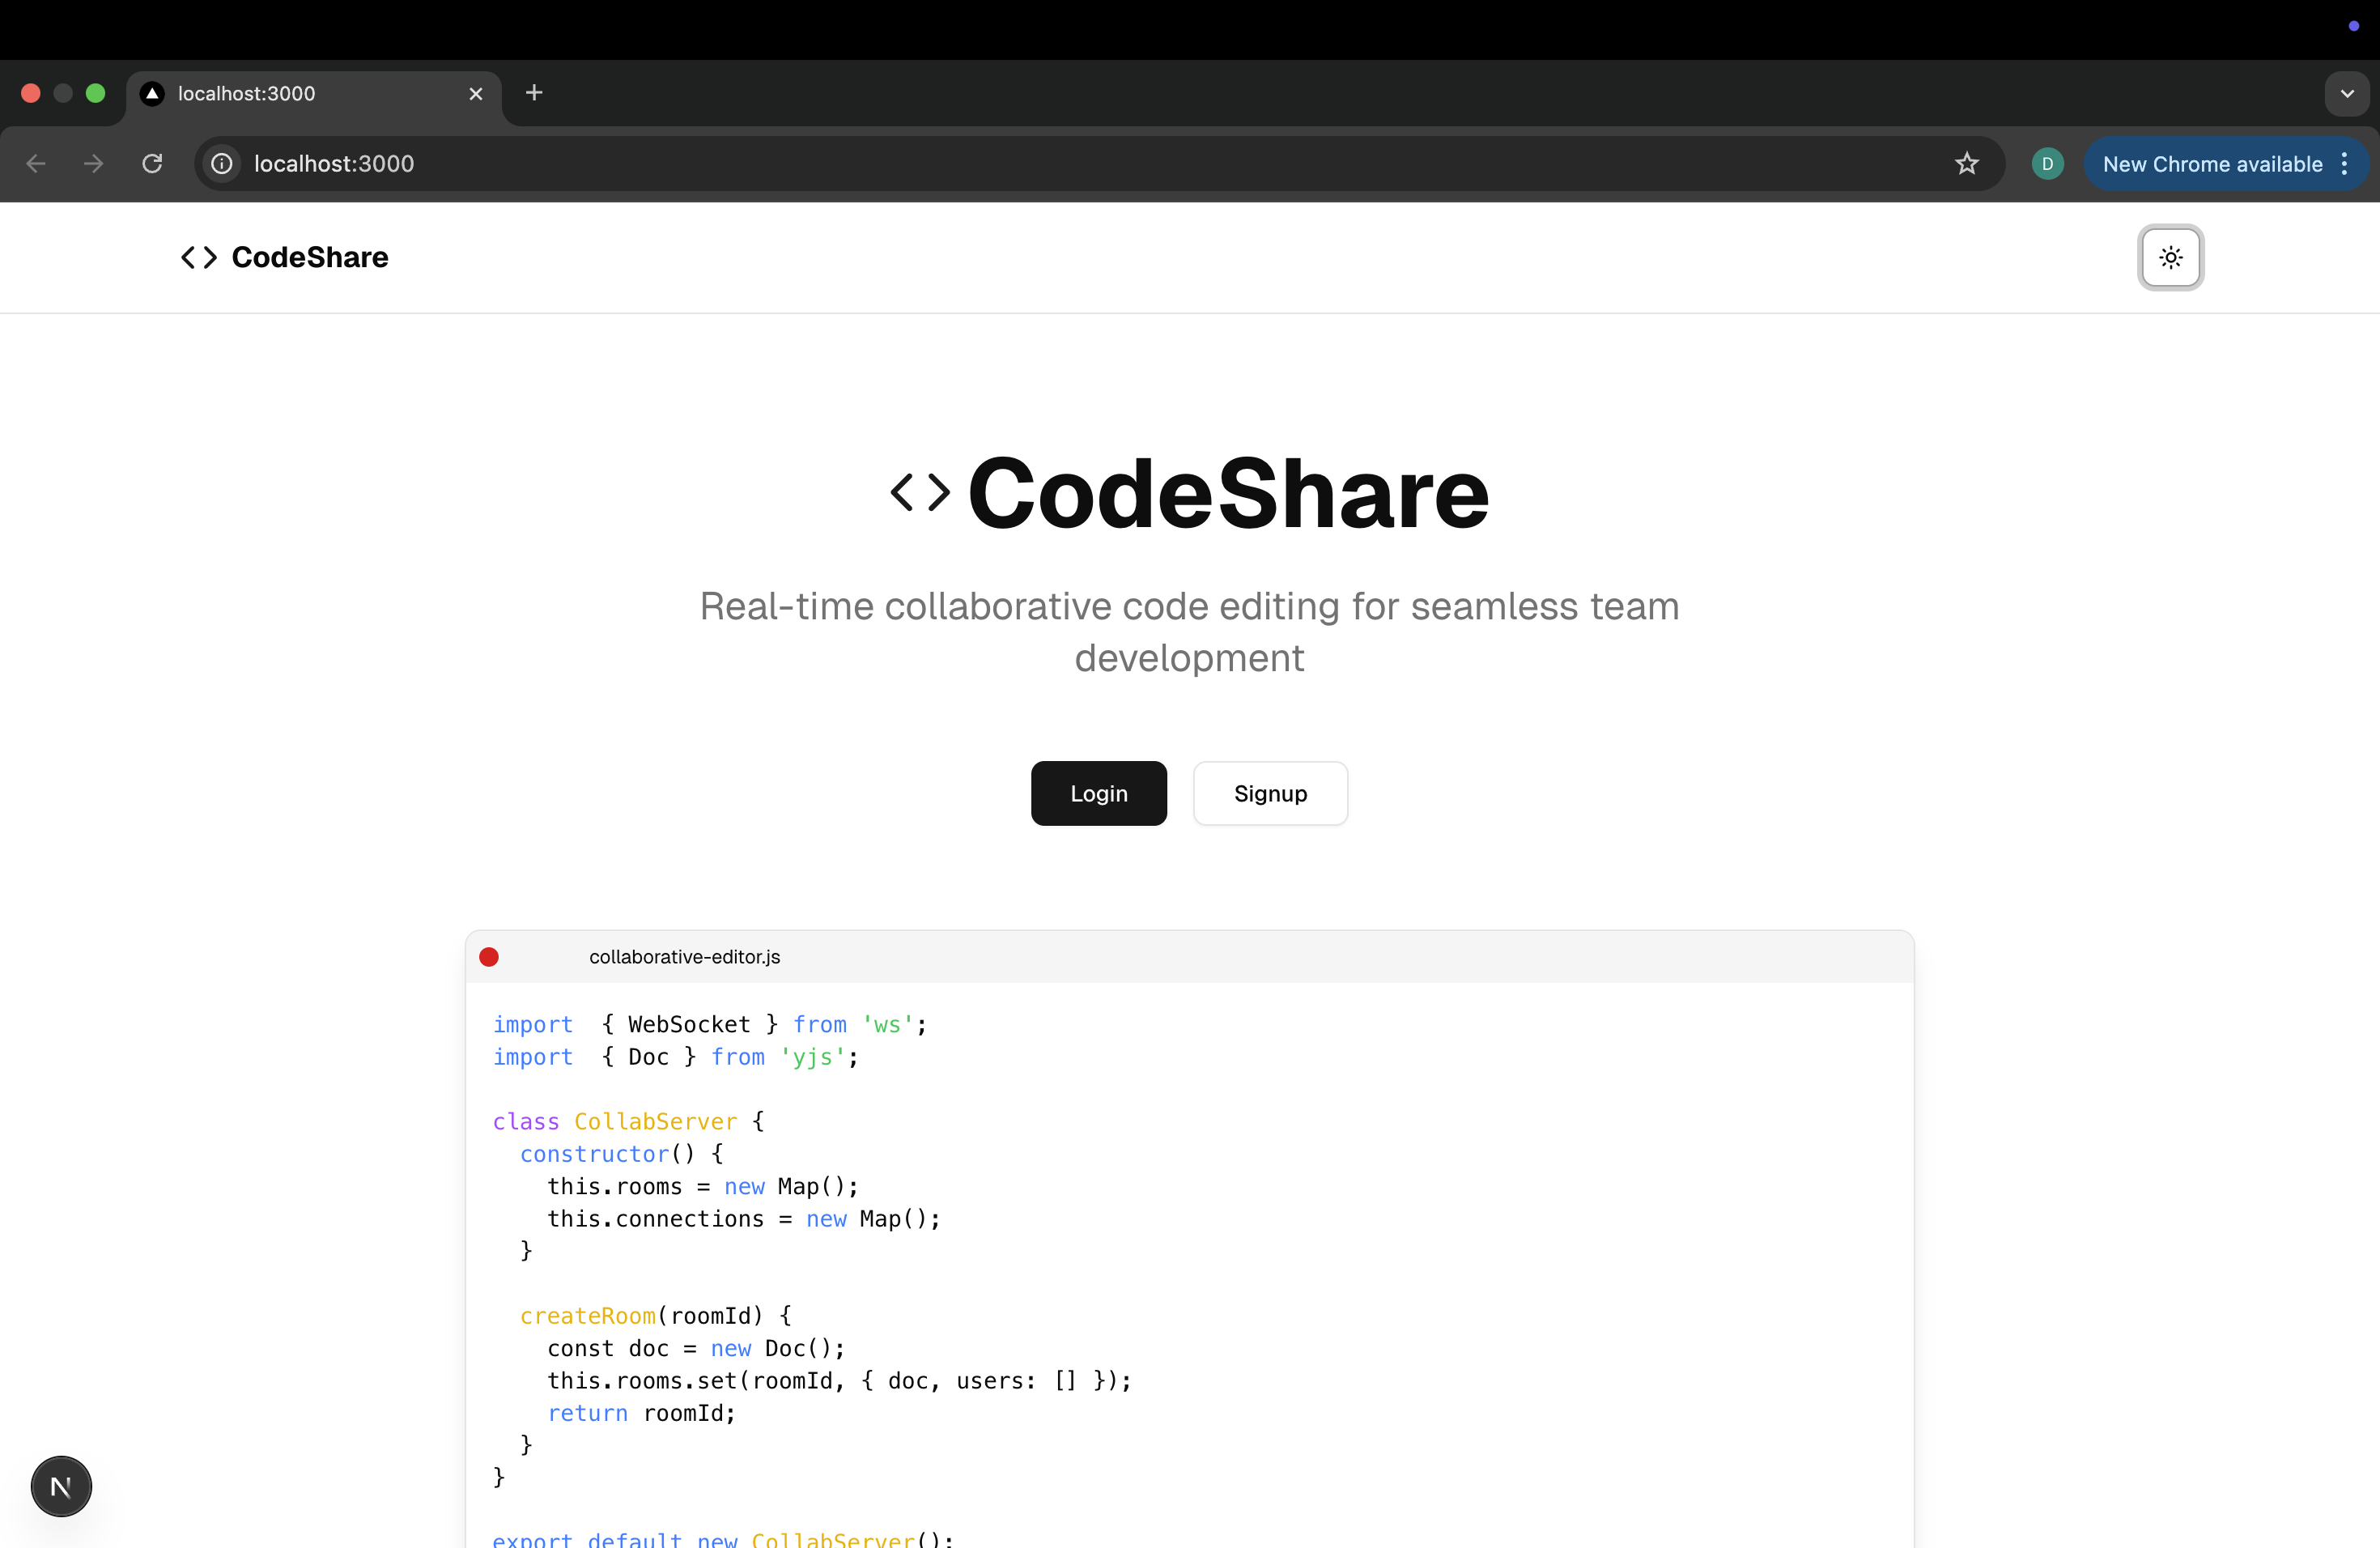 localhost:3000
localhost:3000
D
New Chrome available
CodeShare
CodeShare
Real-time collaborative code editing for seamless team
development
Login
Signup
collaborative-editor.js
import  { WebSocket } from 'ws';
import  { Doc } from 'yjs';
class CollabServer {
  constructor() {
    this.rooms = new Map();
    this.connections = new Map();
  }
  createRoom(roomId) {
    const doc = new Doc();
    this.rooms.set(roomId, { doc, users: [] });
    return roomId;
  }
}
export default new CollabServer();
N